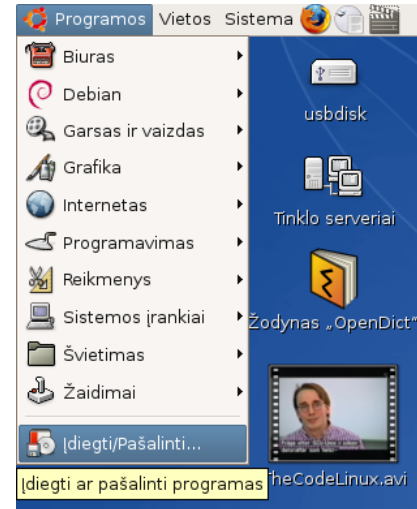 Programos Vietos Sistema
Biuras
Debian
Garsas ir vaizdas
Grafika
Internetas
Programavimas
Reikmenys
Sistemos įrankiai
Švietimas
Žaidimai
Įdiegti/Pašalinti...
Įdiegti ar pašalinti programas
usbdisk
Tinklo serveriai
Žodynas „OpenDict“
TheCodeLinux.avi